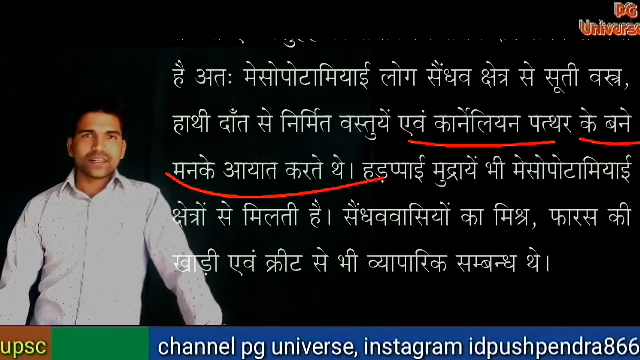 PG
Universe
है अतः मेसोपोटामियाई लोग सैंधव क्षेत्र से सूती वस्त्र,
हाथी दाँत से निर्मित वस्तुयें एवं कार्नेलियन पत्थर के बने
मनके आयात करते थे। हड़प्पाई मुद्रायें भी मेसोपोटामियाई
क्षेत्रों से मिलती है। सैंधववासियों का मिश्र, फारस की
खाड़ी एवं क्रीट से भी व्यापारिक सम्बन्ध थे।
upsc channel pg universe, instagram idpushpendra866